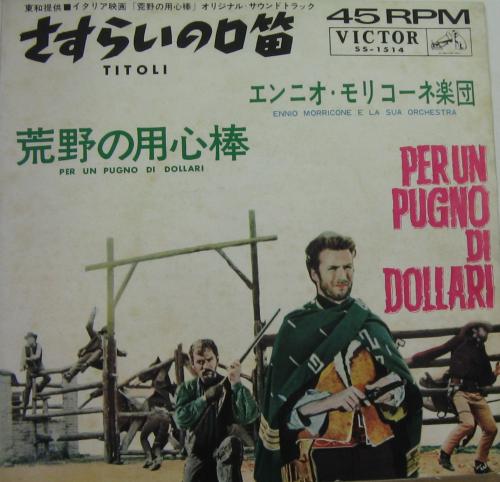 東和提供■イタリア映画「荒野の用心棒」オリジナル・サウンドトラック
さすらいの口笛
TITOLI
45 RPM
VICTOR
SS-1514
エンニオ・モリコーネ楽団
ENNIO MORRICONE E LA SUA ORCHESTRA
荒野の用心棒
PER UN PUGNO DI DOLLARI
PER UN
PUGNO
DI
DOLLARI